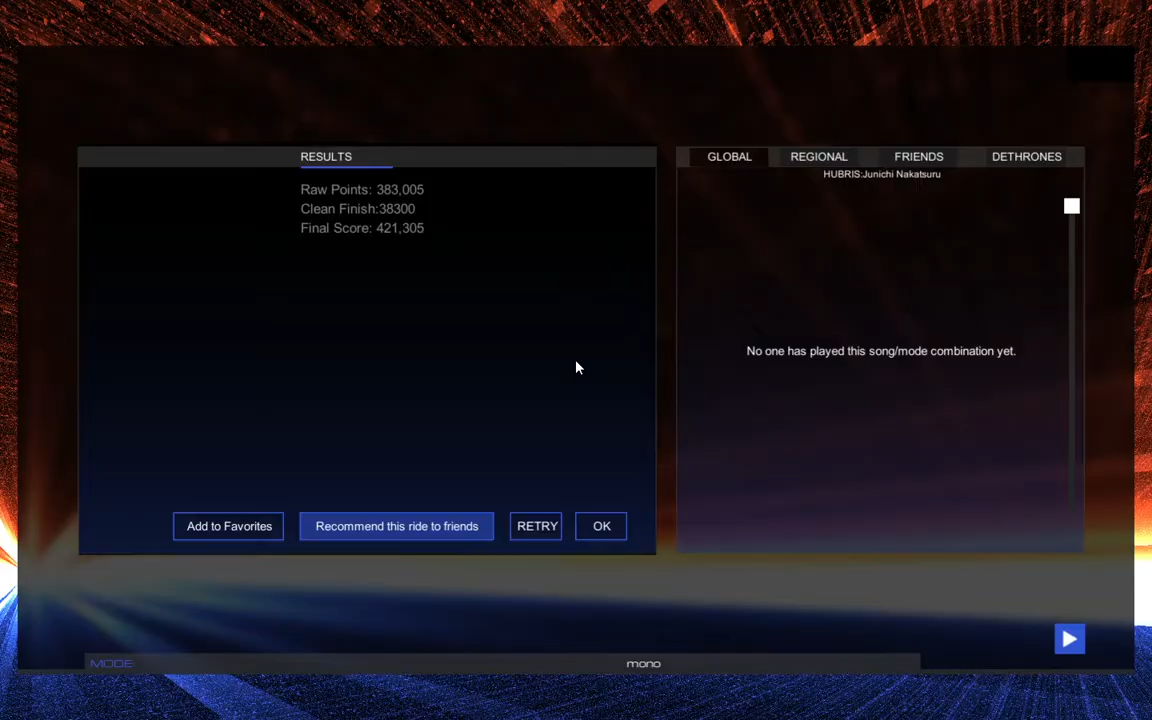 RESULTS
Raw Points: 383,005
Clean Finish:38300
Final Score: 421,305
Add to Favorites
Recommend this ride to friends
RETRY
OK
GLOBAL REGIONAL FRIENDS DETHRONES
HUBRIS:Junichi Nakatsuru
No one has played this song/mode combination yet.
MODE: mono